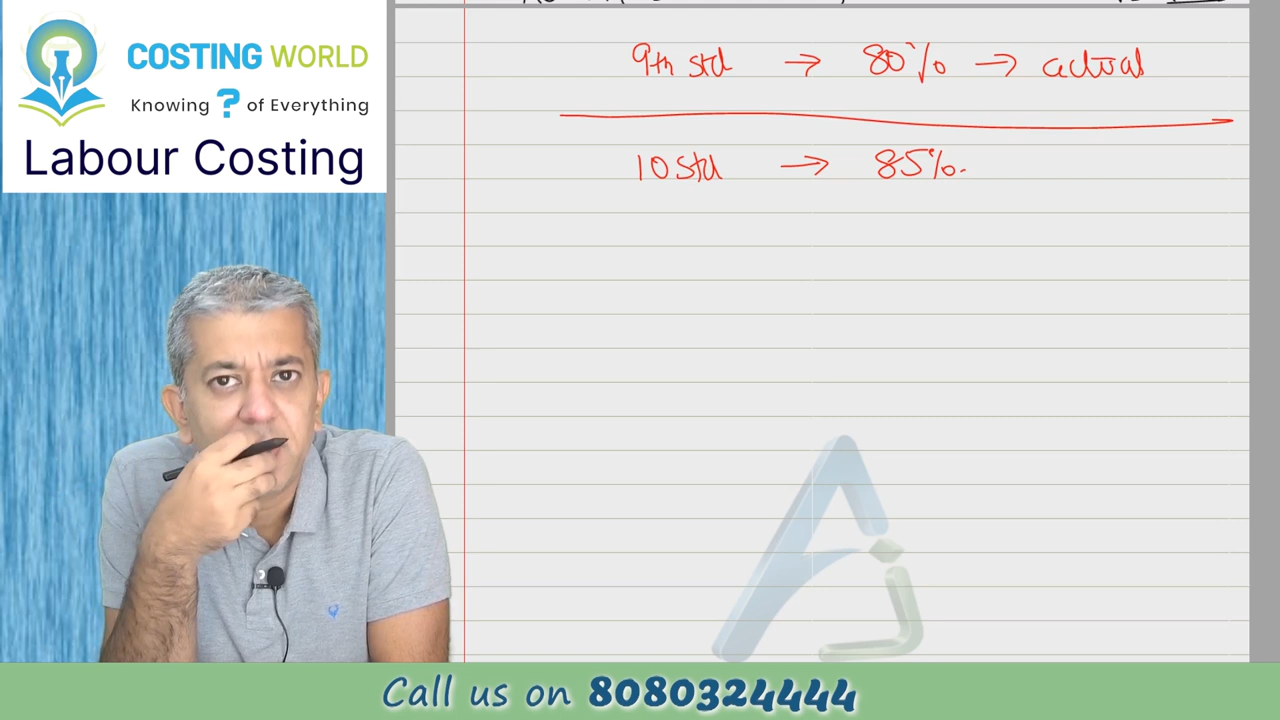 COSTING WORLD
Knowing ? of Everything
Labour Costing
9th std → 80% → actual
10 std → 85%.
Call us on 8080324444